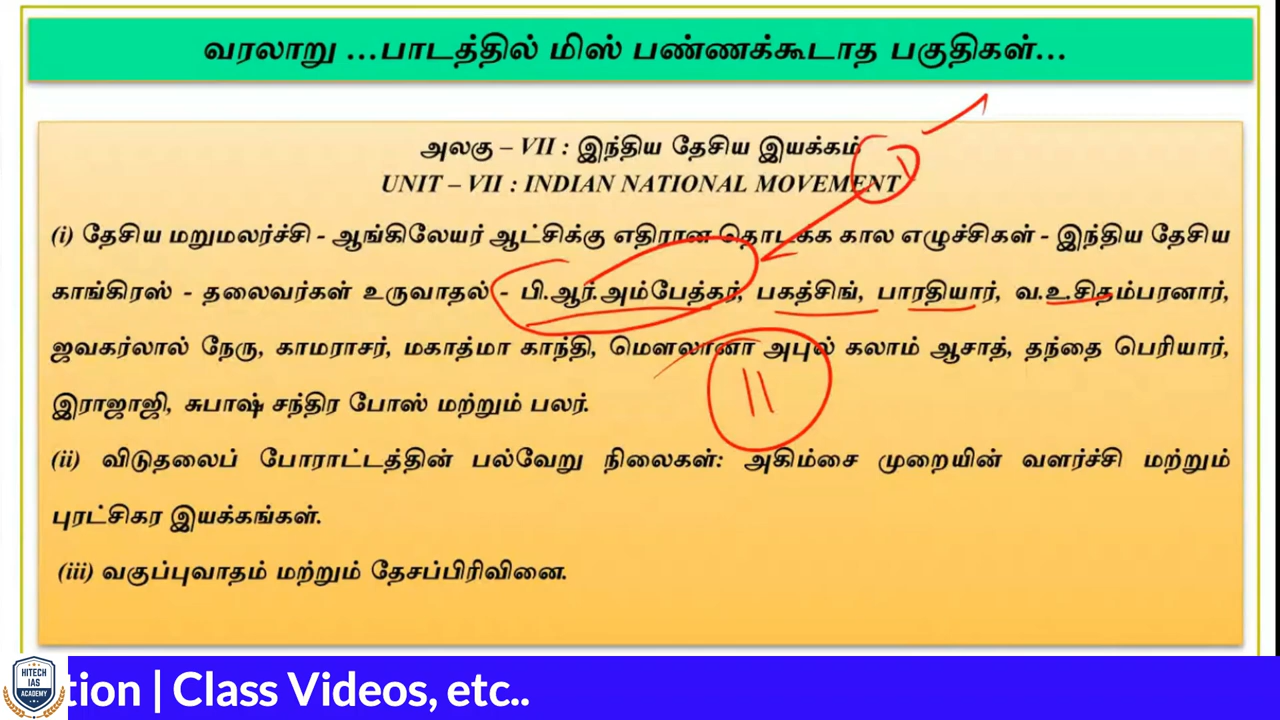 வரலாறு ...பாடத்தில் மிஸ் பண்ணக்கூடாத பகுதிகள்...
அலகு – VII : இந்திய தேசிய இயக்கம்
UNIT – VII : INDIAN NATIONAL MOVEMENT
(i) தேசிய மறுமலர்ச்சி - ஆங்கிலேயர் ஆட்சிக்கு எதிரான தொடக்க கால எழுச்சிகள் - இந்திய தேசிய
காங்கிரஸ் - தலைவர்கள் உருவாதல் - பி.ஆர்.அம்பேத்கர், பகத்சிங், பாரதியார், வ.உ.சிதம்பரனார்,
ஜவகர்லால் நேரு, காமராசர், மகாத்மா காந்தி, மௌலானா அபுல் கலாம் ஆசாத், தந்தை பெரியார்,
இராஜாஜி, சுபாஷ் சந்திர போஸ் மற்றும் பலர்.
11
(ii) விடுதலைப் போராட்டத்தின் பல்வேறு நிலைகள்: அகிம்சை முறையின் வளர்ச்சி மற்றும்
புரட்சிகர இயக்கங்கள்.
(iii) வகுப்புவாதம் மற்றும் தேசப்பிரிவினை.
HITECH
IAS
ACADEMY
tion | Class Videos, etc..